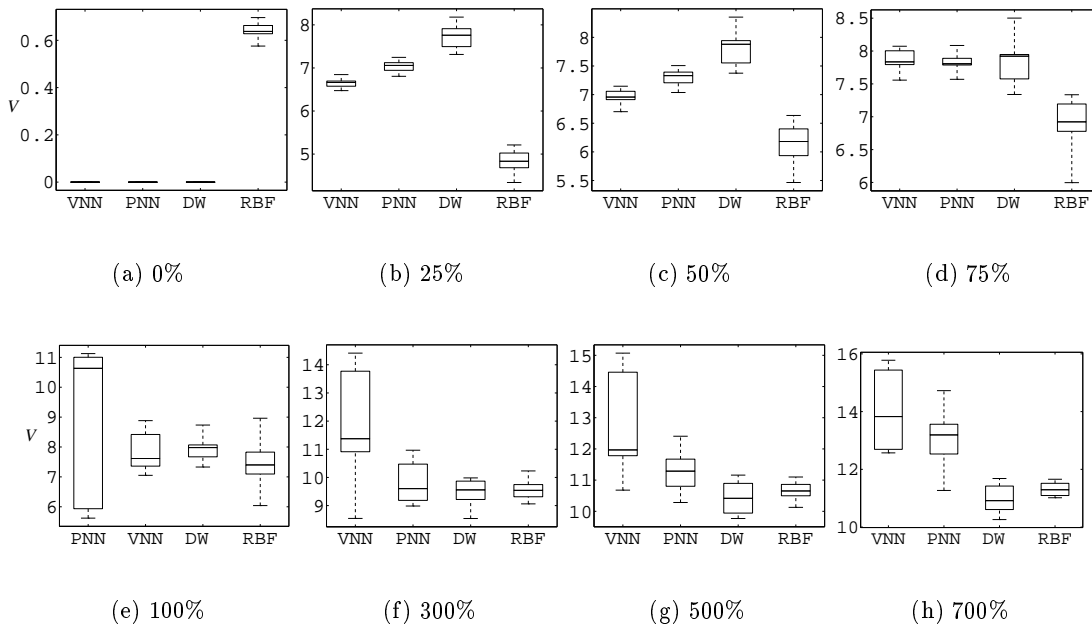 0.6
0.4
V
0.2
0
VNN PNN DW RBF
(a) 0%
8
7
6
5
VNN PNN DW RBF
(b) 25%
8
7.5
7
6.5
6
5.5
VNN PNN DW RBF
(c) 50%
8.5
8
7.5
7
6.5
6
VNN PNN DW RBF
(d) 75%
11
10
9
V
8
7
6
PNN VNN DW RBF
(e) 100%
14
13
12
11
10
9
VNN PNN DW RBF
(f) 300%
15
14
13
12
11
10
VNN PNN DW RBF
(g) 500%
16
14
12
10
VNN PNN DW RBF
(h) 700%